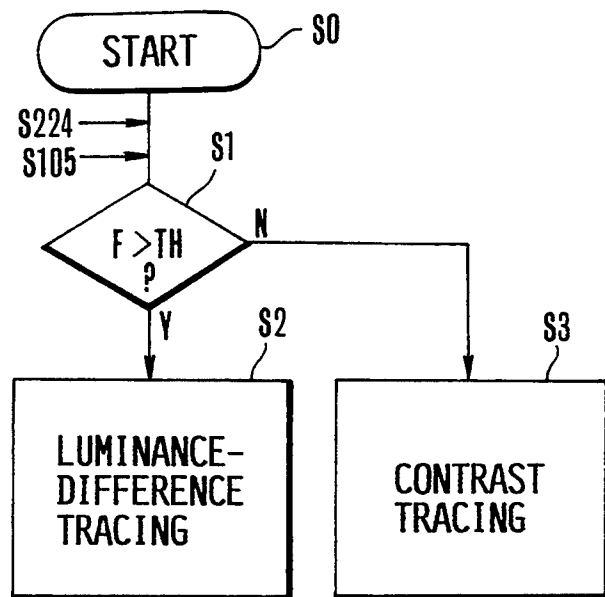 START
S0
S224
S105
S1
F>TH
?
N
Y
S2
S3
LUMINANCE-
DIFFERENCE
TRACING
CONTRAST
TRACING